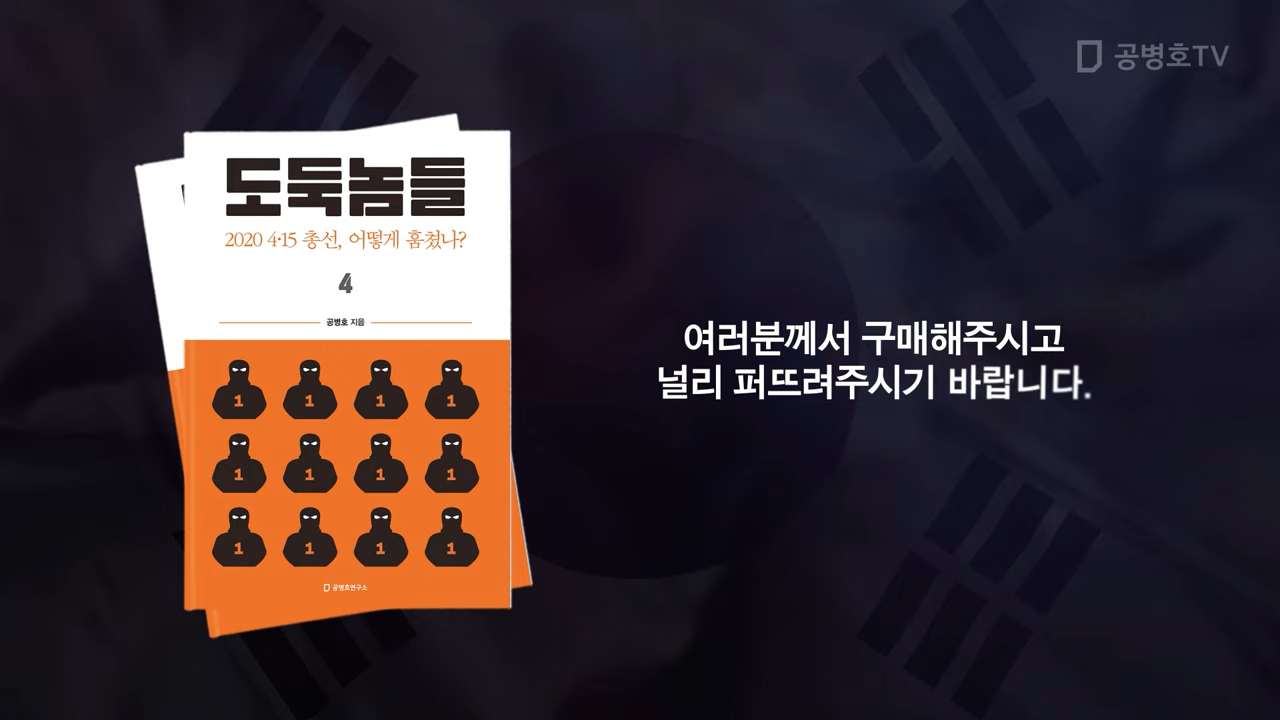 공병호TV
도둑놈들
2020 4·15 총선, 어떻게 훔쳤나?
4
공병호 지음
1 1 1 1
1 1 1 1
1 1 1 1
공병호연구소
여러분께서 구매해주시고
널리 퍼뜨려주시기 바랍니다.